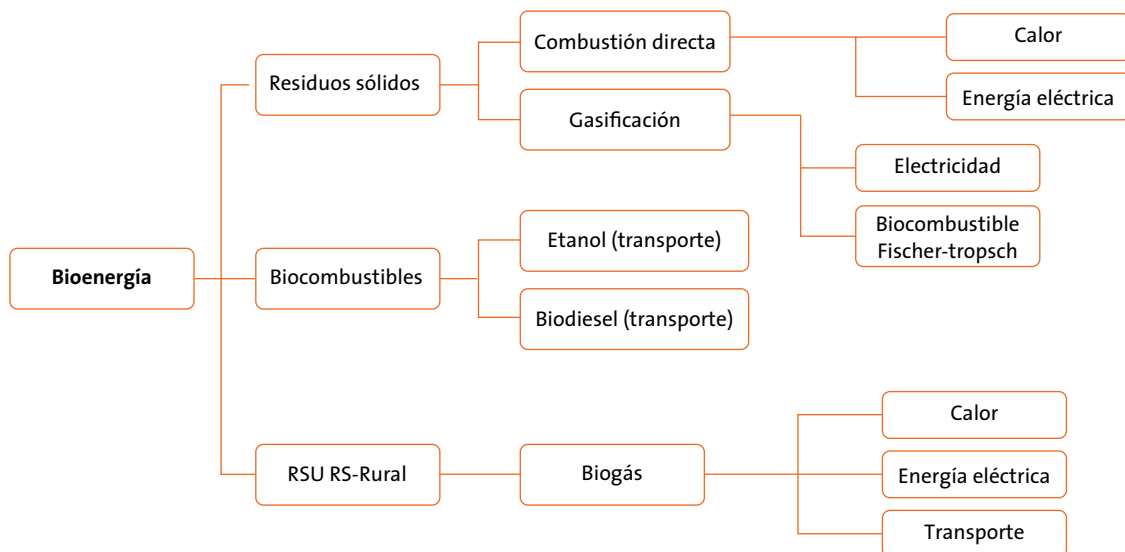 Bioenergía
Residuos sólidos
Combustión directa
Calor
Energía eléctrica
Gasificación
Electricidad
Biocombustible
Fischer-tropsch
Biocombustibles
Etanol (transporte)
Biodiesel (transporte)
RSU RS-Rural
Biogás
Calor
Energía eléctrica
Transporte